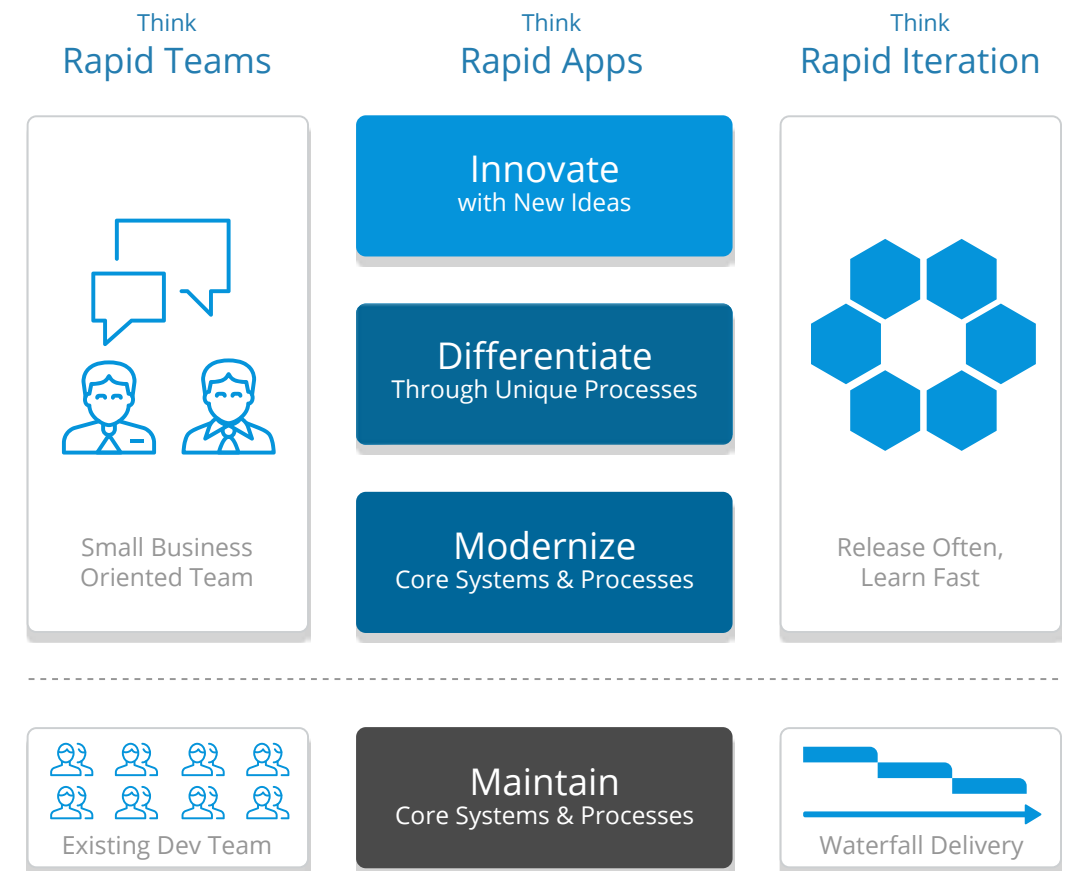 Think
Rapid Teams
Think
Rapid Apps
Think
Rapid Iteration
Small Business
Oriented Team
Innovate
with New Ideas
Differentiate
Through Unique Processes
Modernize
Core Systems & Processes
Release Often,
Learn Fast
Existing Dev Team
Maintain
Core Systems & Processes
Waterfall Delivery